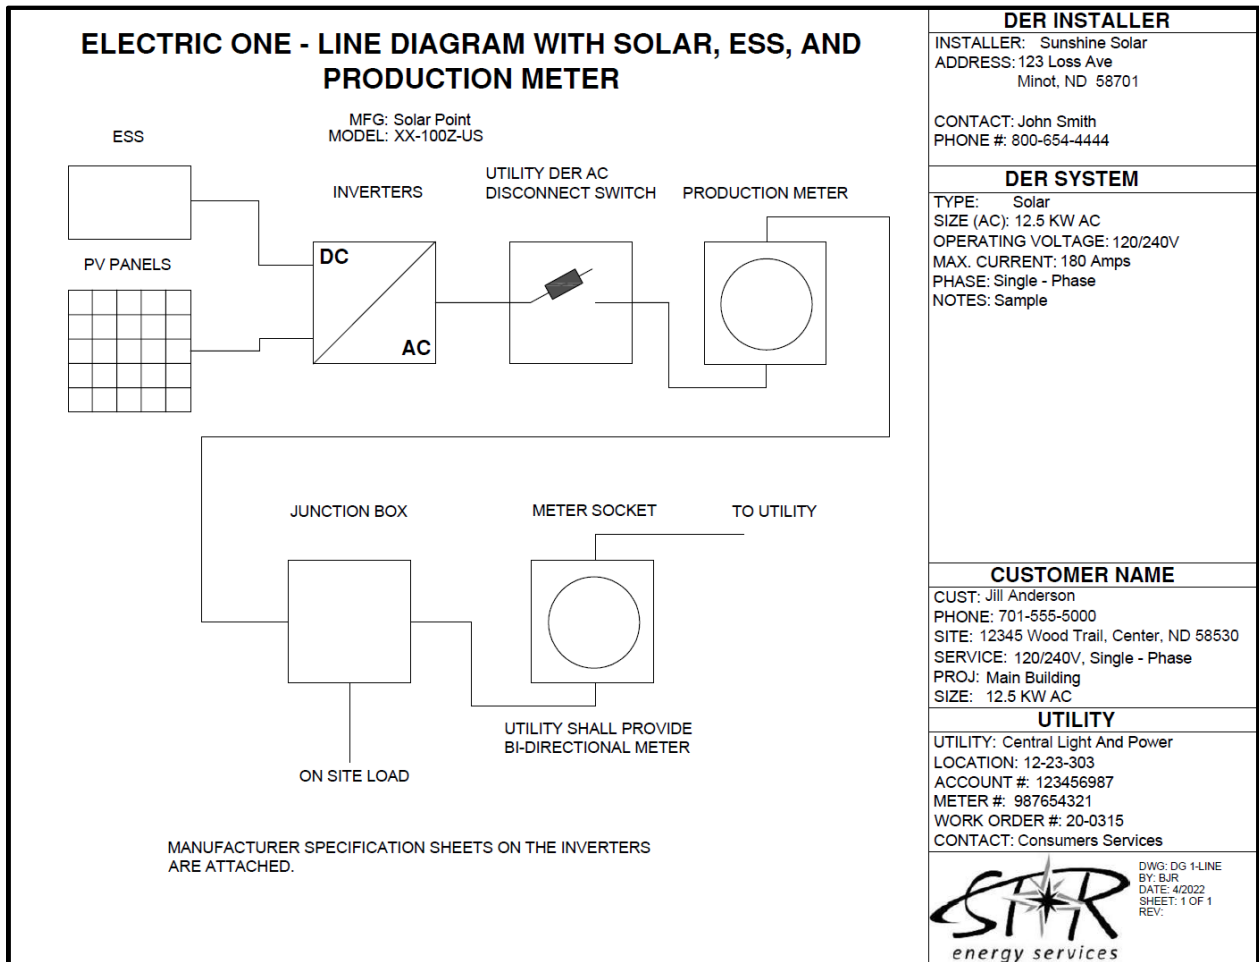 ELECTRIC ONE - LINE DIAGRAM WITH SOLAR, ESS, AND
PRODUCTION METER
MFG: Solar Point
MODEL: XX-100Z-US
ESS
INVERTERS
UTILITY DER AC
DISCONNECT SWITCH
PRODUCTION METER
PV PANELS
DC
AC
JUNCTION BOX
METER SOCKET
TO UTILITY
UTILITY SHALL PROVIDE
BI-DIRECTIONAL METER
ON SITE LOAD
MANUFACTURER SPECIFICATION SHEETS ON THE INVERTERS
ARE ATTACHED.
DER INSTALLER
INSTALLER: Sunshine Solar
ADDRESS: 123 Loss Ave
Minot, ND 58701
CONTACT: John Smith
PHONE #: 800-654-4444
DER SYSTEM
TYPE: Solar
SIZE (AC): 12.5 KW AC
OPERATING VOLTAGE: 120/240V
MAX. CURRENT: 180 Amps
PHASE: Single - Phase
NOTES: Sample
CUSTOMER NAME
CUST: Jill Anderson
PHONE: 701-555-5000
SITE: 12345 Wood Trail, Center, ND 58530
SERVICE: 120/240V, Single - Phase
PROJ: Main Building
SIZE: 12.5 KW AC
UTILITY
UTILITY: Central Light And Power
LOCATION: 12-23-303
ACCOUNT #: 123456987
METER #: 987654321
WORK ORDER #: 20-0315
CONTACT: Consumers Services
STAR
energy services
DWG: DG 1-LINE
BY: BJR
DATE: 4/2022
SHEET: 1 OF 1
REV: